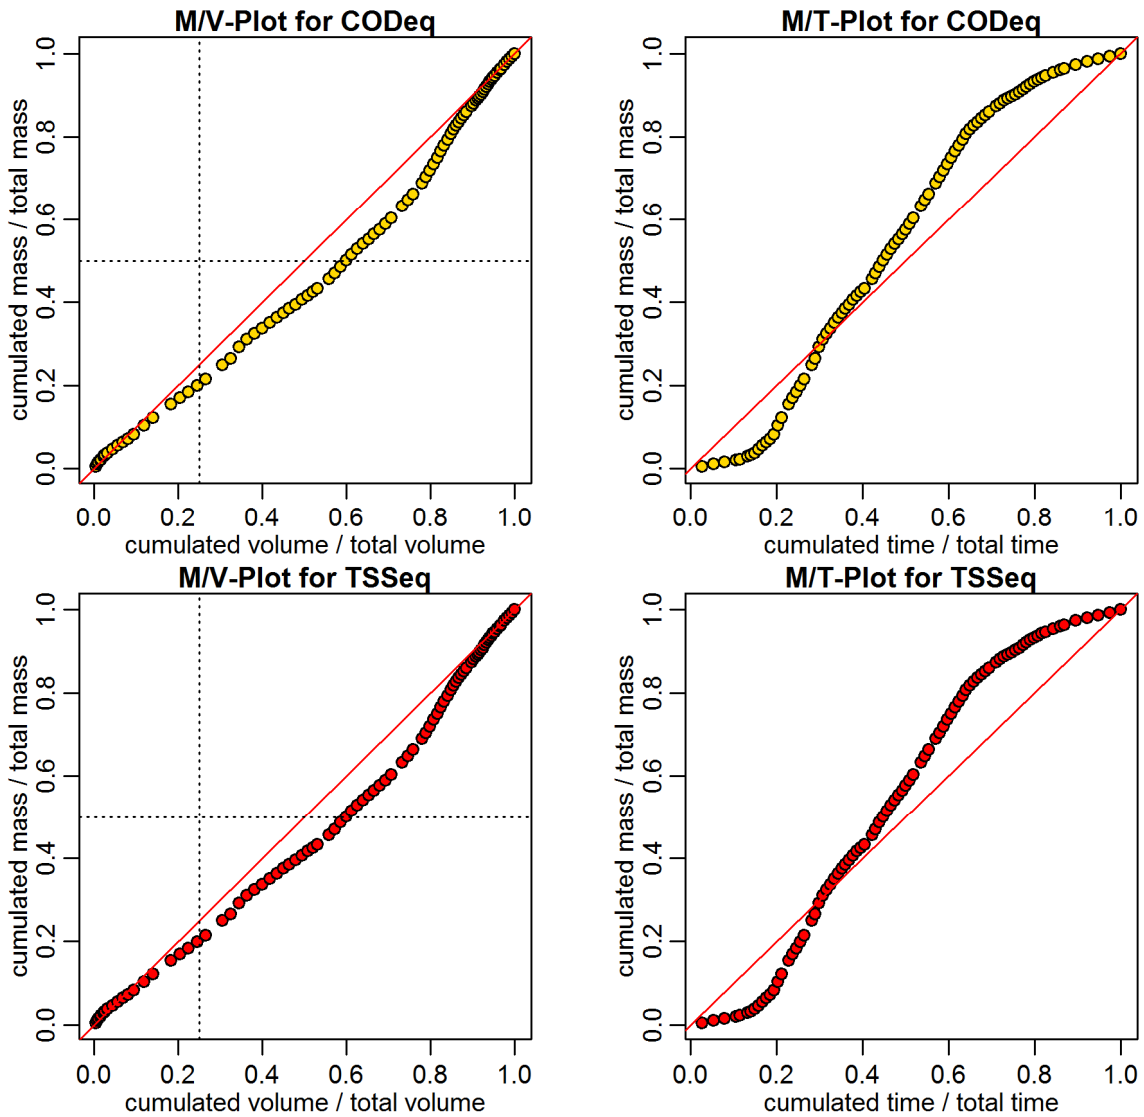 M/V-Plot for CODeq
cumulated mass / total mass
1.0
0.8
0.6
0.4
0.2
0.0
0.0 0.2 0.4 0.6 0.8 1.0
cumulated volume / total volume
M/T-Plot for CODeq
cumulated mass / total mass
1.0
0.8
0.6
0.4
0.2
0.0
0.0 0.2 0.4 0.6 0.8 1.0
cumulated time / total time
M/V-Plot for TSSeq
cumulated mass / total mass
1.0
0.8
0.6
0.4
0.2
0.0
0.0 0.2 0.4 0.6 0.8 1.0
cumulated volume / total volume
M/T-Plot for TSSeq
cumulated mass / total mass
1.0
0.8
0.6
0.4
0.2
0.0
0.0 0.2 0.4 0.6 0.8 1.0
cumulated time / total time